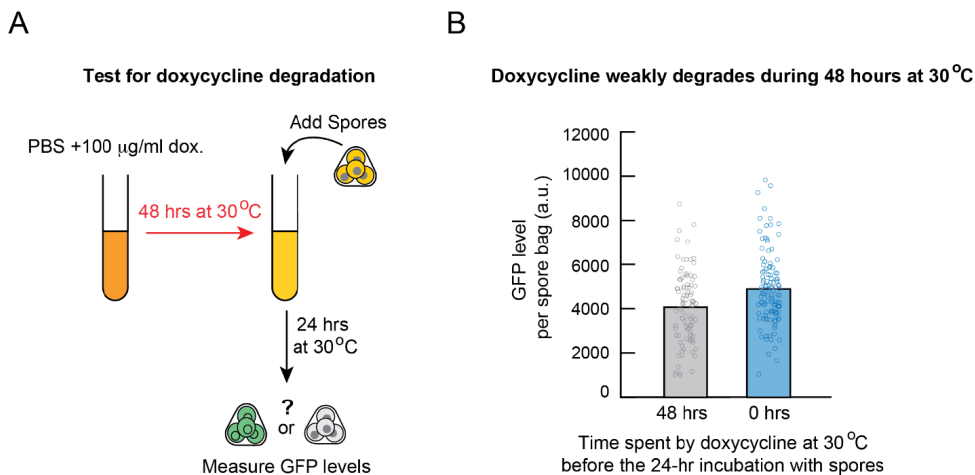 A
Test for doxycycline degradation
PBS +100 μg/ml dox.
Add Spores
48 hrs at 30°C
24 hrs
at 30°C
?
or
Measure GFP levels
B
Doxycycline weakly degrades during 48 hours at 30°C
GFP level
per spore bag (a.u.)
12000
10000
8000
6000
4000
2000
0
48 hrs
0 hrs
Time spent by doxycycline at 30°C
before the 24-hr incubation with spores